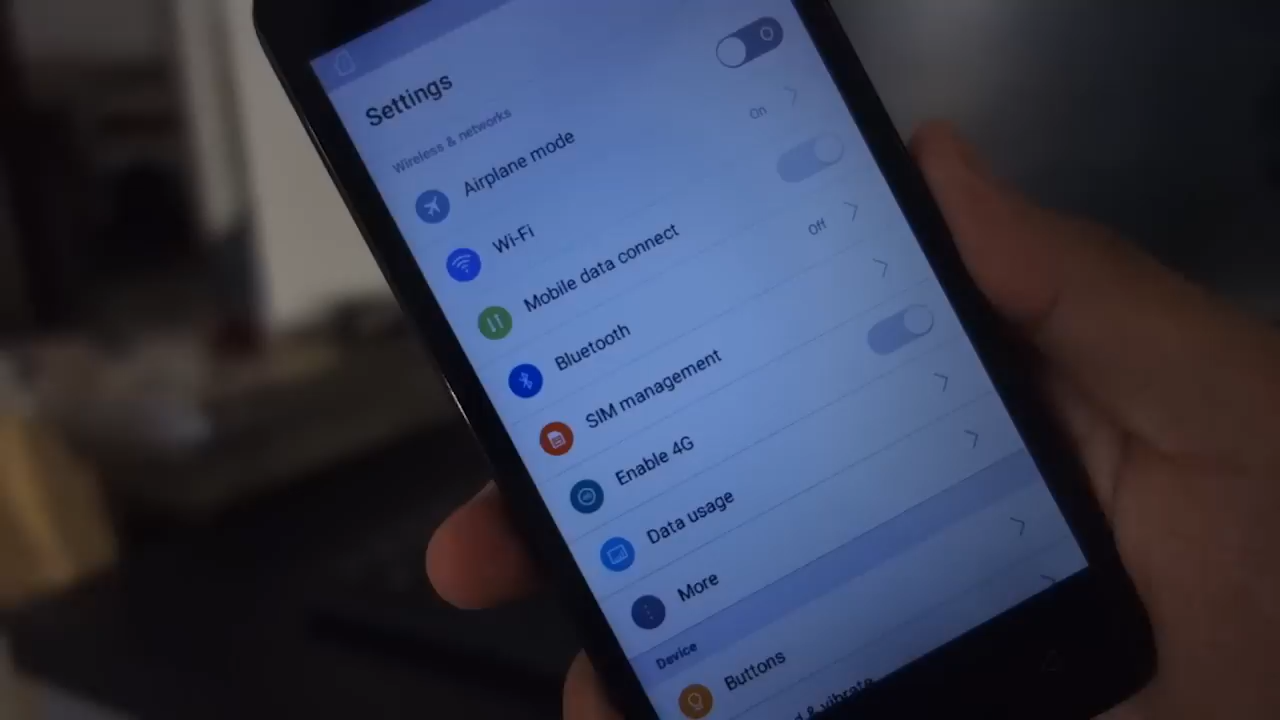 Settings
Wireless & networks
Airplane mode
Wi-Fi On
Mobile data connect
Bluetooth Off
SIM management
Enable 4G
Data usage
More
Device
Buttons
& vibrate